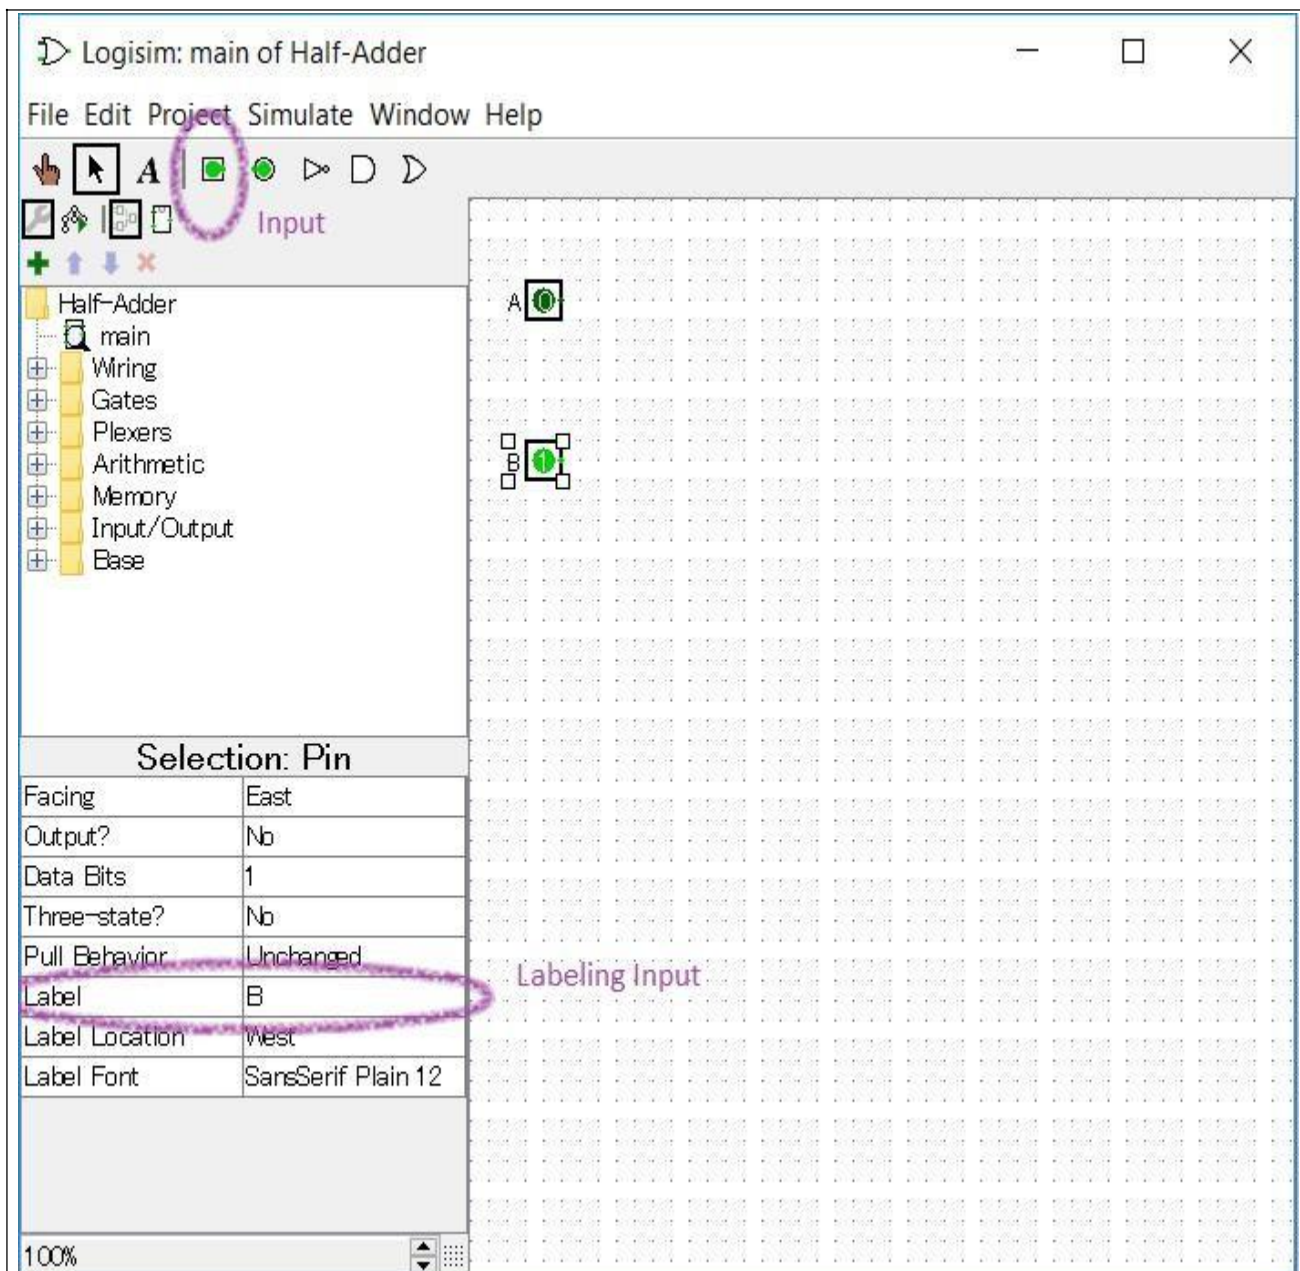 Logisim: main of Half-Adder
File Edit Project Simulate Window Help
A
Input
Half-Adder
main
Wiring
Gates
Plexers
Arithmetic
Memory
Input/Output
Base
A 0
B 1
Selection: Pin
Facing East
Output? No
Data Bits 1
Three-state? No
Pull Behavior Unchanged
Label B
Labeling Input
Label Location West
Label Font SansSerif Plain 12
100%